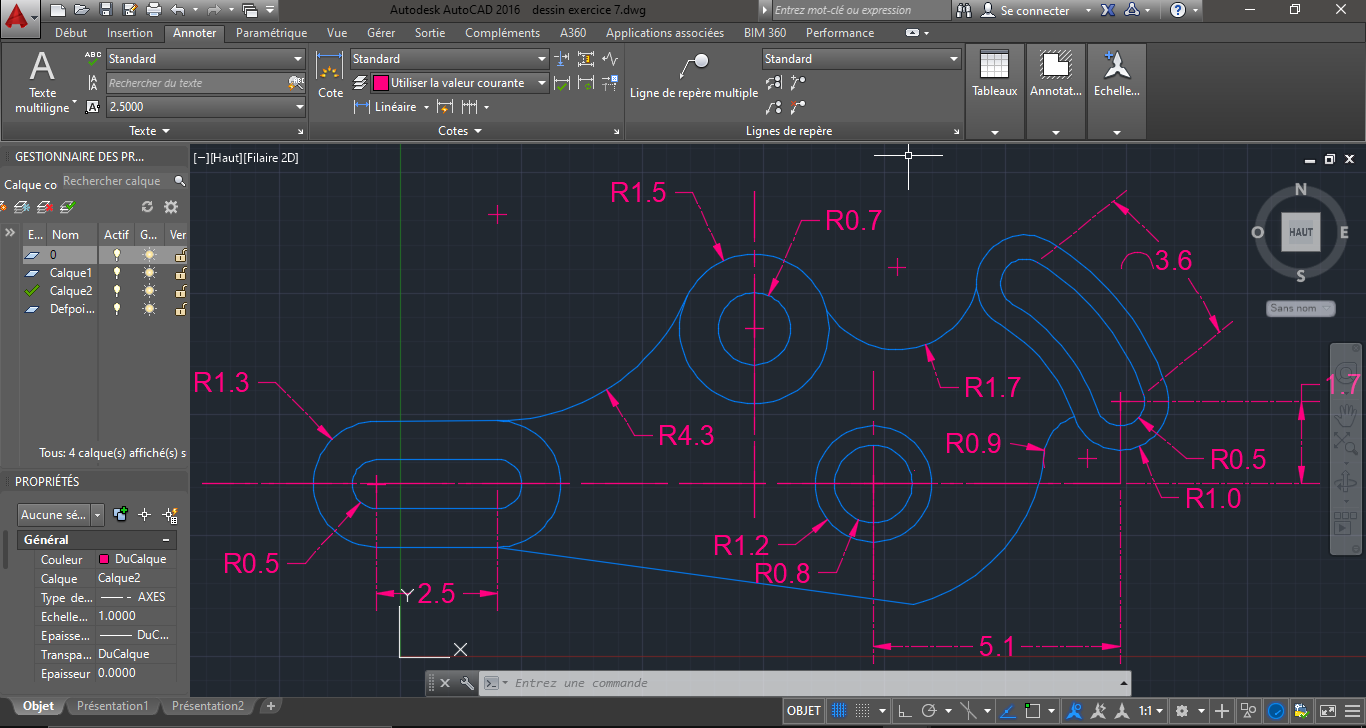 Autodesk AutoCAD 2016 dessin exercice 7.dwg
Entrez mot-clé ou expression
Se connecter
Début Insertion Annoter Paramétrique Vue Gérer Sortie Compléments A360 Applications associées BIM 360 Performance
A
Texte
multiligne
ABC
Standard
Rechercher du texte
2.5000
Texte
Cote
Standard
Utiliser la valeur courante
Linéaire
Cotes
Ligne de repère multiple
Standard
Lignes de repère
Tableaux
Annotat...
Echelle...
GESTIONNAIRE DES PR...
Calque co
Rechercher calque
E... Nom Actif G... Ver
0
Calque1
Calque2
Defpoi...
Tous: 4 calque(s) affiché(s) s
PROPRIÉTÉS
Aucune sé...
Général
Couleur DuCalque
Calque Calque2
Type de... AXES
Echelle... 1.0000
Epaisse... DuC...
Transpa... DuCalque
Epaisseur 0.0000
[−][Haut][Filaire 2D]
R1.5
R0.7
3.6
R1.3
R4.3
R1.7
1.7
R0.9
R0.5
R1.0
R0.5
R1.2
R0.8
2.5
5.1
Y
X
N
O
HAUT
E
S
Sans nom
Entrez une commande
Objet Présentation1 Présentation2 +
OBJET
1:1